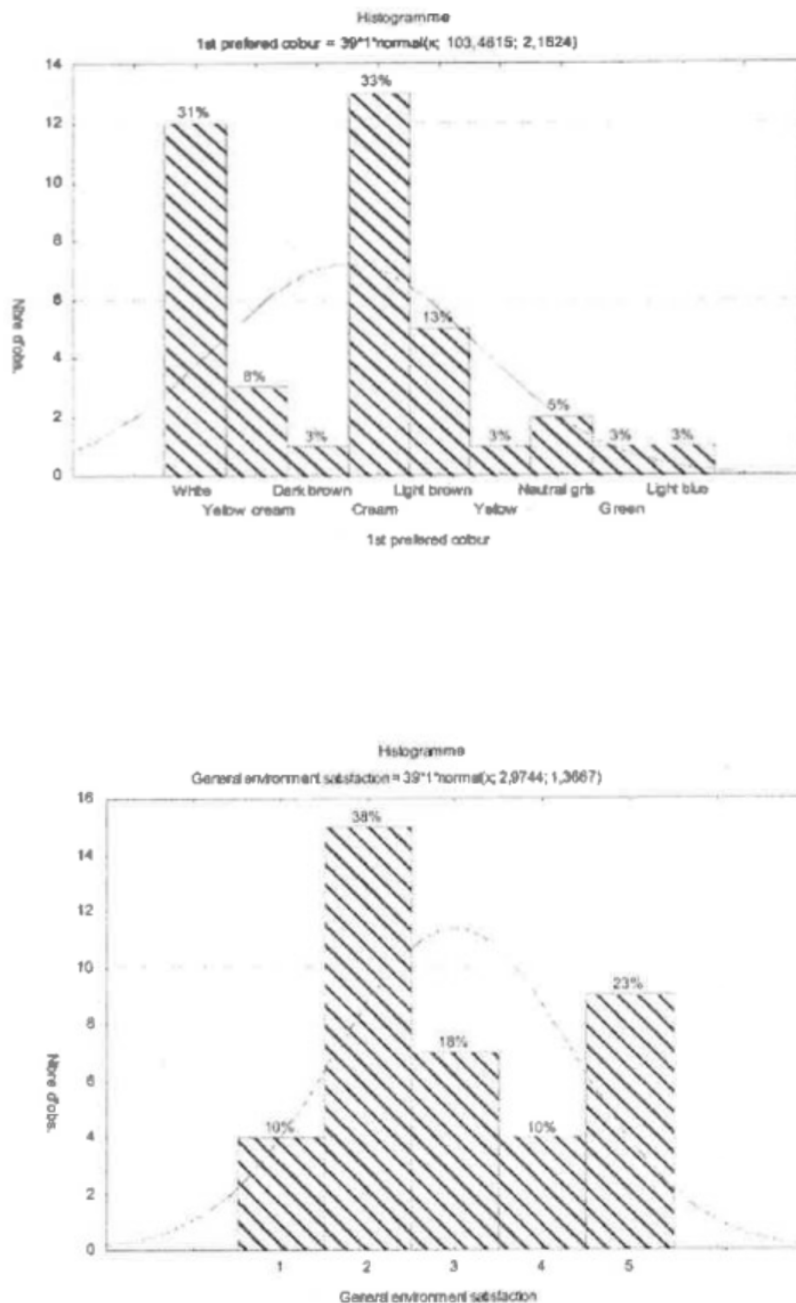 Histogramme
1st prefered colour = 39*1*normal(x; 103,4615; 2,1624)
14
33%
31%
12
10
8
Nbre d'obs.
6
13%
4
8%
5%
2
3%
3%
3%
3%
0
White
Dark brown
Light brown
Neutral gris
Light blue
Yellow cream
Cream
Yellow
Green
1st prefered colour
Histogramme
General environment satisfaction = 39*1*normal(x; 2,9744; 1,3667)
16
38%
14
12
10
23%
8
18%
6
Nbre d'obs.
4
10%
10%
2
0
1
2
3
4
5
General environment satisfaction